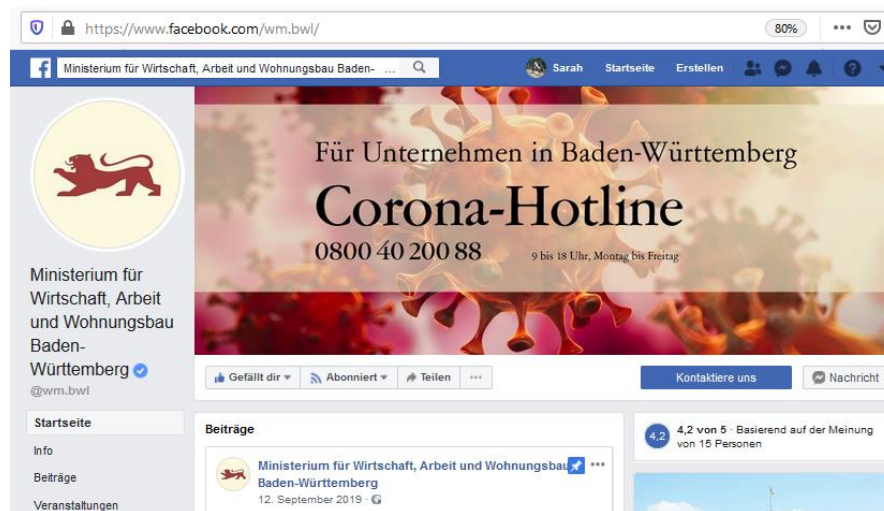 https://www.facebook.com/wm.bwl/
80%
Ministerium für Wirtschaft, Arbeit und Wohnungsbau Baden- ...
Sarah
Startseite
Erstellen
Für Unternehmen in Baden-Württemberg
Corona-Hotline
0800 40 200 88
9 bis 18 Uhr, Montag bis Freitag
Ministerium für
Wirtschaft, Arbeit
und Wohnungsbau
Baden-
Württemberg
@wm.bwl
Gefällt dir
Abonniert
Teilen
Kontaktiere uns
Nachricht
Startseite
Info
Beiträge
Veranstaltungen
Beiträge
Ministerium für Wirtschaft, Arbeit und Wohnungsbau
Baden-Württemberg
12. September 2019 ·
4,2
4,2 von 5 · Basierend auf der Meinung
von 15 Personen